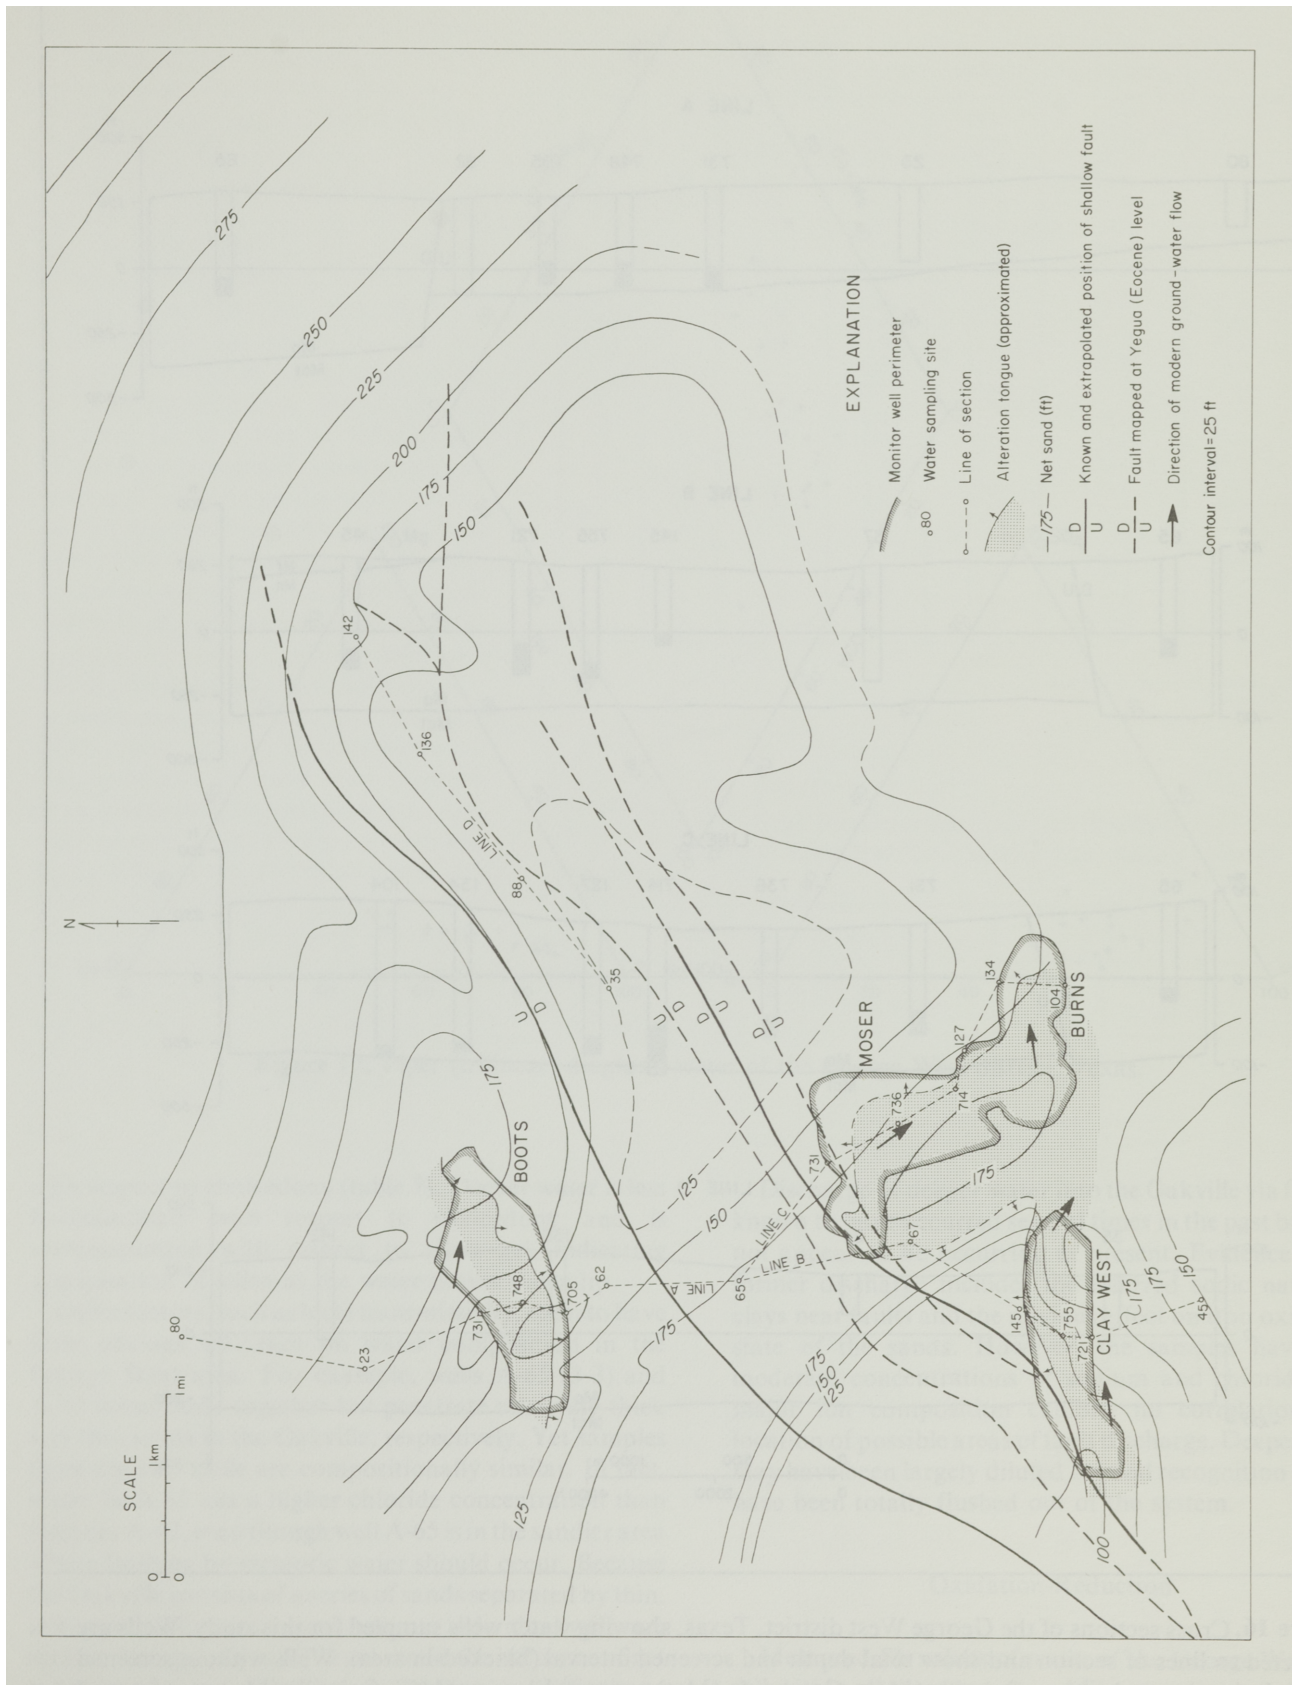 N
SCALE
0 1 mi
0 1 km
275
250
225
200
175
150
142
136
LINE D
88
35
U
D
U
D
D
U
D
U
175
BOOTS
80
23
731
748
705
62
LINE A
65
LINE B
LINE C
125
150
175
175
150
125
125
100
MOSER
731
736
714
127
134
104
BURNS
175
67
145
755
721
CLAY WEST
175
175
150
45
EXPLANATION
Monitor well perimeter
80 Water sampling site
Line of section
Alteration tongue (approximated)
175 Net sand (ft)
D
U Known and extrapolated position of shallow fault
D
U Fault mapped at Yegua (Eocene) level
Direction of modern ground-water flow
Contour interval = 25 ft